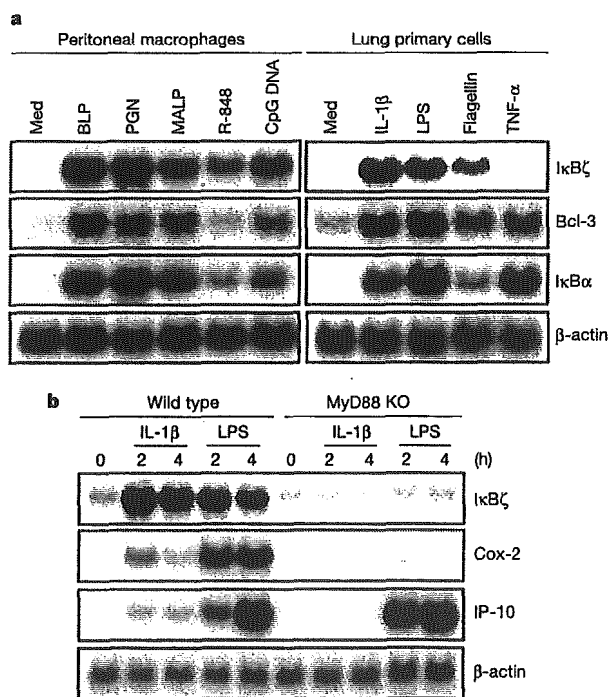 a
Peritoneal macrophages Lung primary cells
Med BLP PGN MALP R-848 CpG DNA Med IL-1β LPS Flagellin TNF-α
IκBζ
Bcl-3
IκBα
β-actin
b
Wild type MyD88 KO
IL-1β LPS IL-1β LPS
0 2 4 2 4 0 2 4 2 4 (h)
IκBζ
Cox-2
IP-10
β-actin